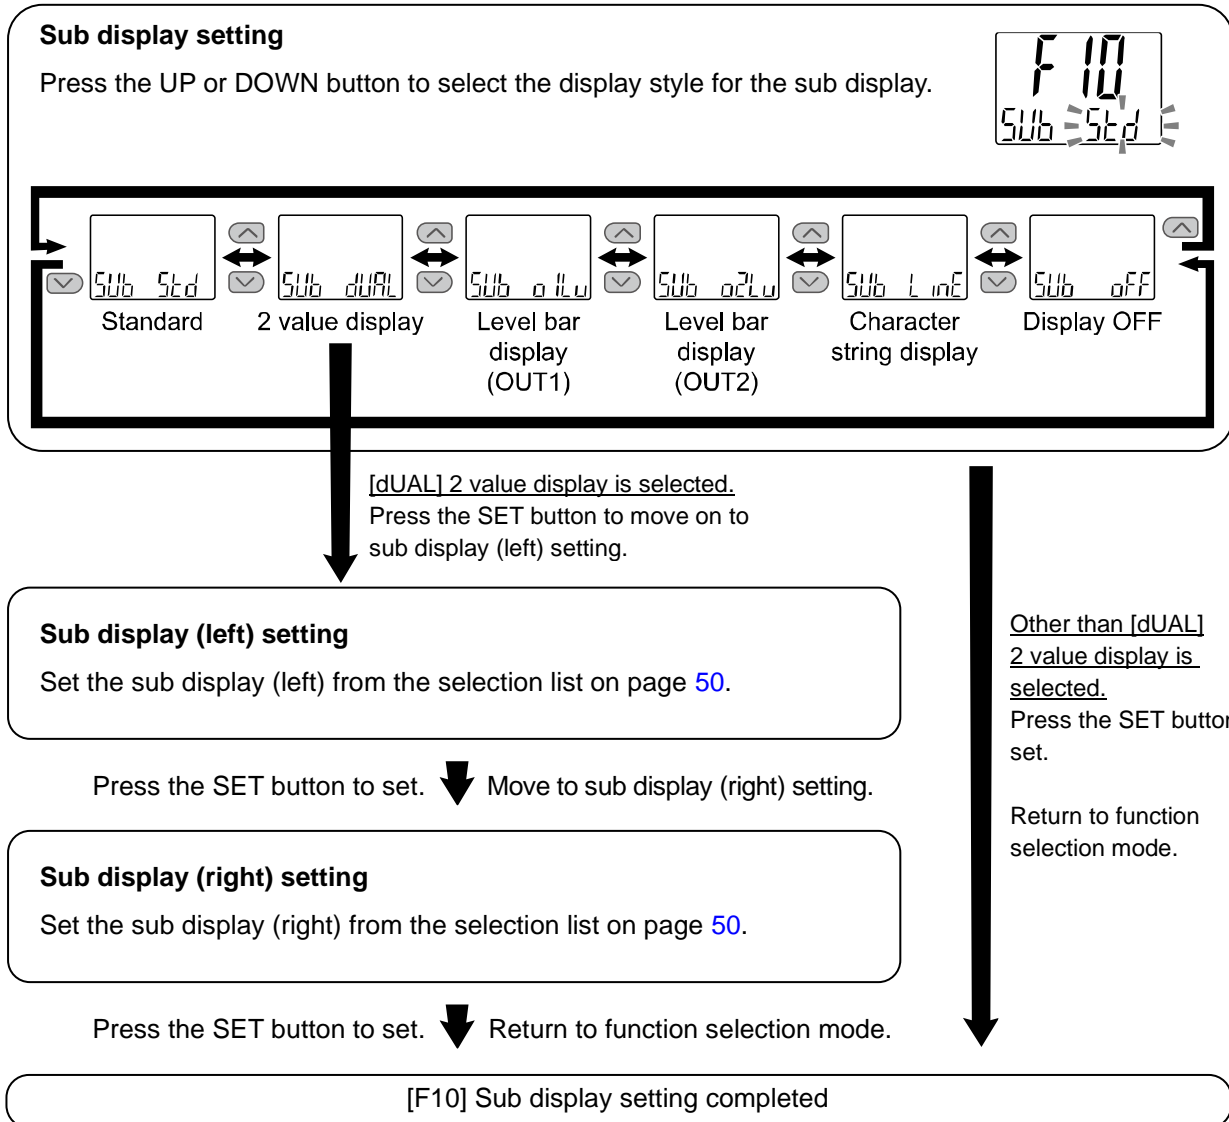 Sub display setting
Press the UP or DOWN button to select the display style for the sub display.
F 10
SUb Std
SUb Std
SUb dUAL
SUb o1Lv
SUb o2Lv
SUb LinE
SUb oFF
Standard
2 value display
Level bar
display
(OUT1)
Level bar
display
(OUT2)
Character
string display
Display OFF
[dUAL] 2 value display is selected.
Press the SET button to move on to
sub display (left) setting.
Sub display (left) setting
Set the sub display (left) from the selection list on page 50.
Press the SET button to set.
Move to sub display (right) setting.
Sub display (right) setting
Set the sub display (right) from the selection list on page 50.
Press the SET button to set.
Return to function selection mode.
Other than [dUAL]
2 value display is
selected.
Press the SET button
set.
Return to function
selection mode.
[F10] Sub display setting completed